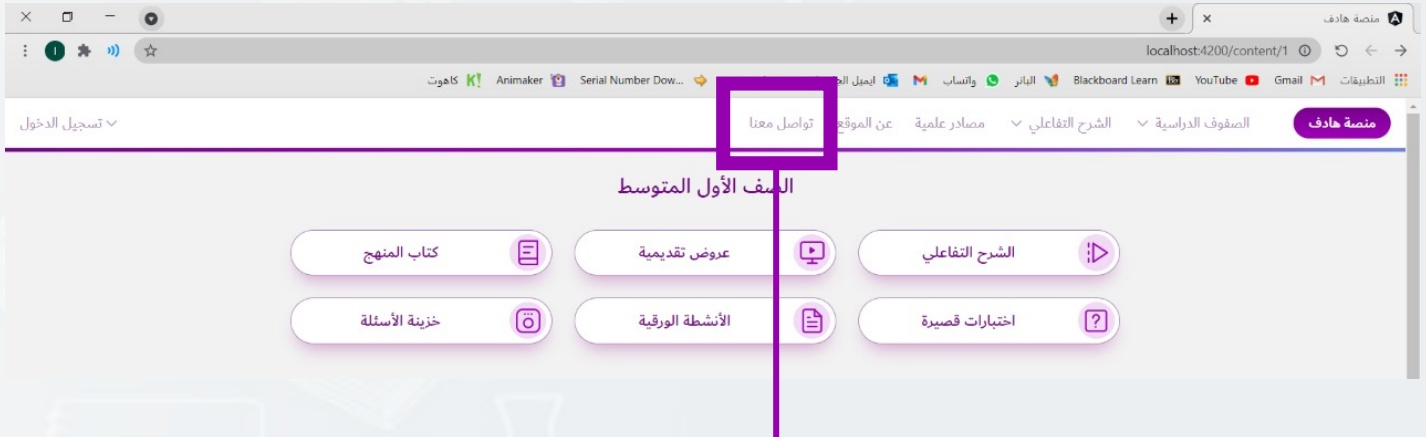 منصة هادف
localhost:4200/content/1
التطبيقات Gmail YouTube Blackboard Learn البانر واتساب ايميل Serial Number Dow... Animaker كاهوت
منصة هادف الصفوف الدراسية الشرح التفاعلي مصادر علمية عن الموقع تواصل معنا تسجيل الدخول
الصف الأول المتوسط
الشرح التفاعلي عروض تقديمية كتاب المنهج
اختبارات قصيرة الأنشطة الورقية خزينة الأسئلة